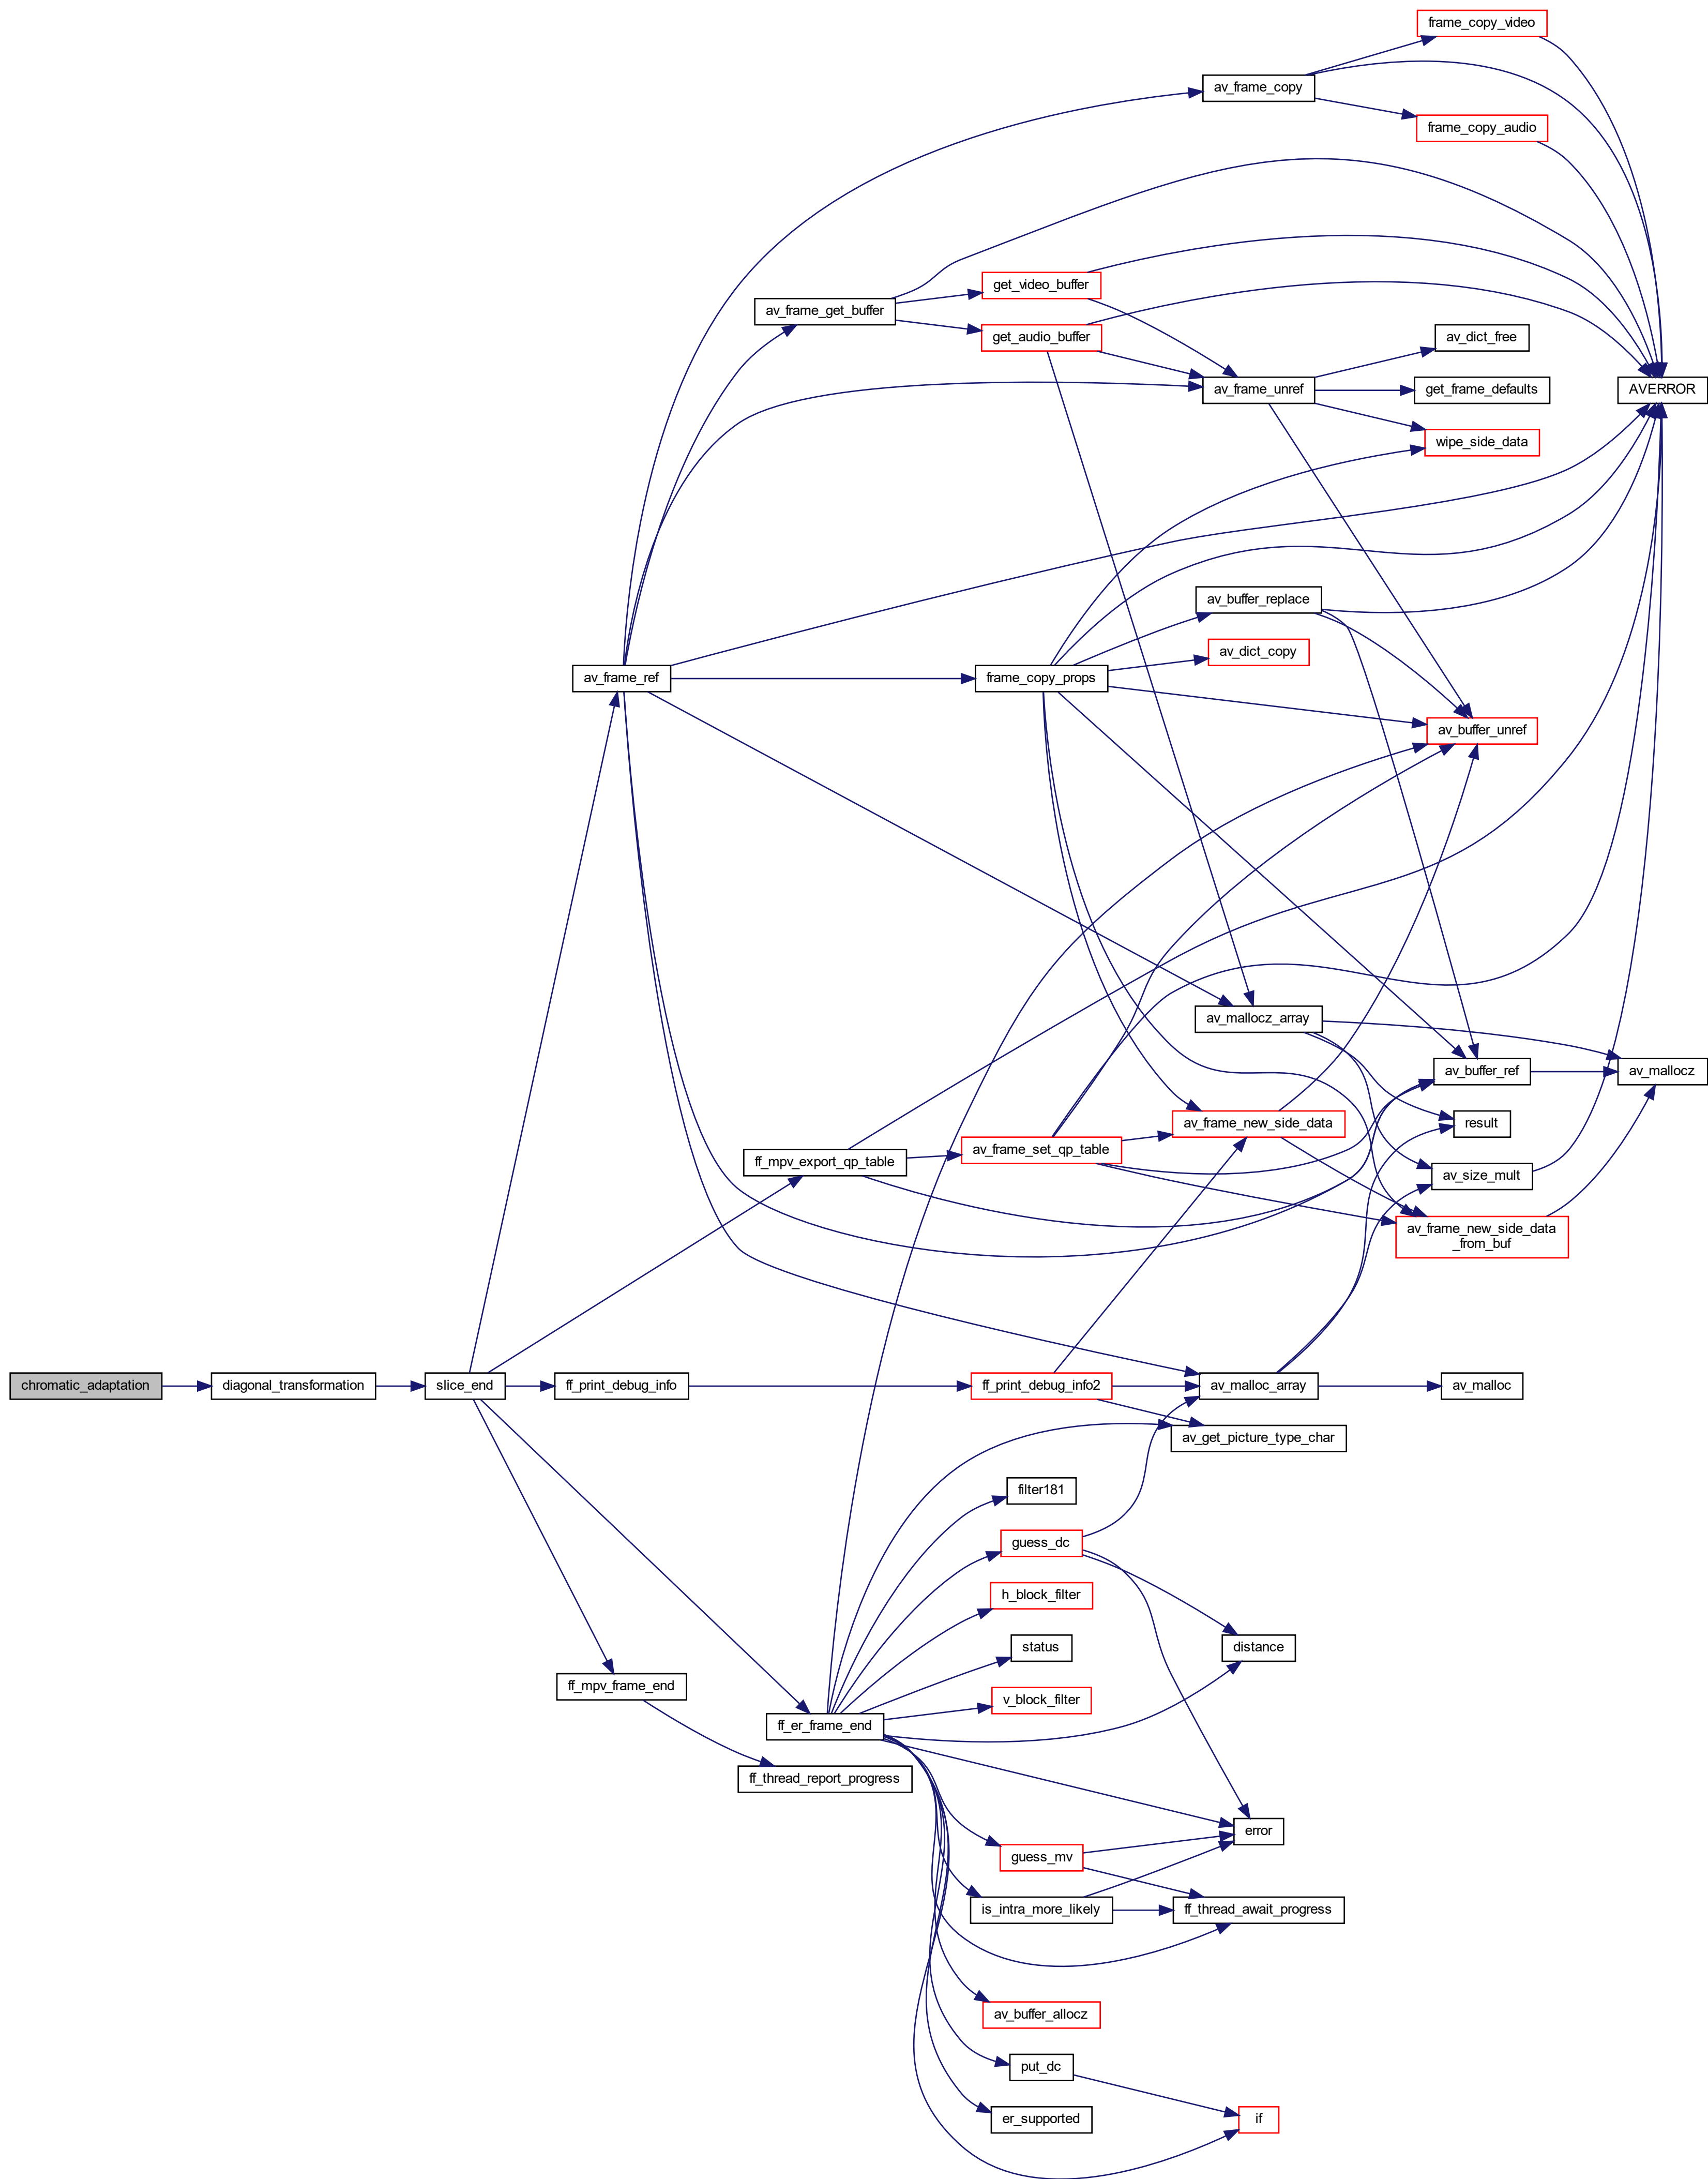 frame_copy_video
av_frame_copy
frame_copy_audio
get_video_buffer
av_frame_get_buffer
get_audio_buffer
av_dict_free
av_frame_unref
get_frame_defaults
AVERROR
wipe_side_data
av_buffer_replace
av_dict_copy
av_frame_ref
frame_copy_props
av_buffer_unref
av_mallocz_array
av_buffer_ref
av_mallocz
av_frame_new_side_data
result
av_frame_set_qp_table
ff_mpv_export_qp_table
av_size_mult
av_frame_new_side_data
_from_buf
chromatic_adaptation
diagonal_transformation
slice_end
ff_print_debug_info
ff_print_debug_info2
av_malloc_array
av_malloc
av_get_picture_type_char
filter181
guess_dc
h_block_filter
status
distance
ff_mpv_frame_end
v_block_filter
ff_er_frame_end
ff_thread_report_progress
error
guess_mv
is_intra_more_likely
ff_thread_await_progress
av_buffer_allocz
put_dc
er_supported
if